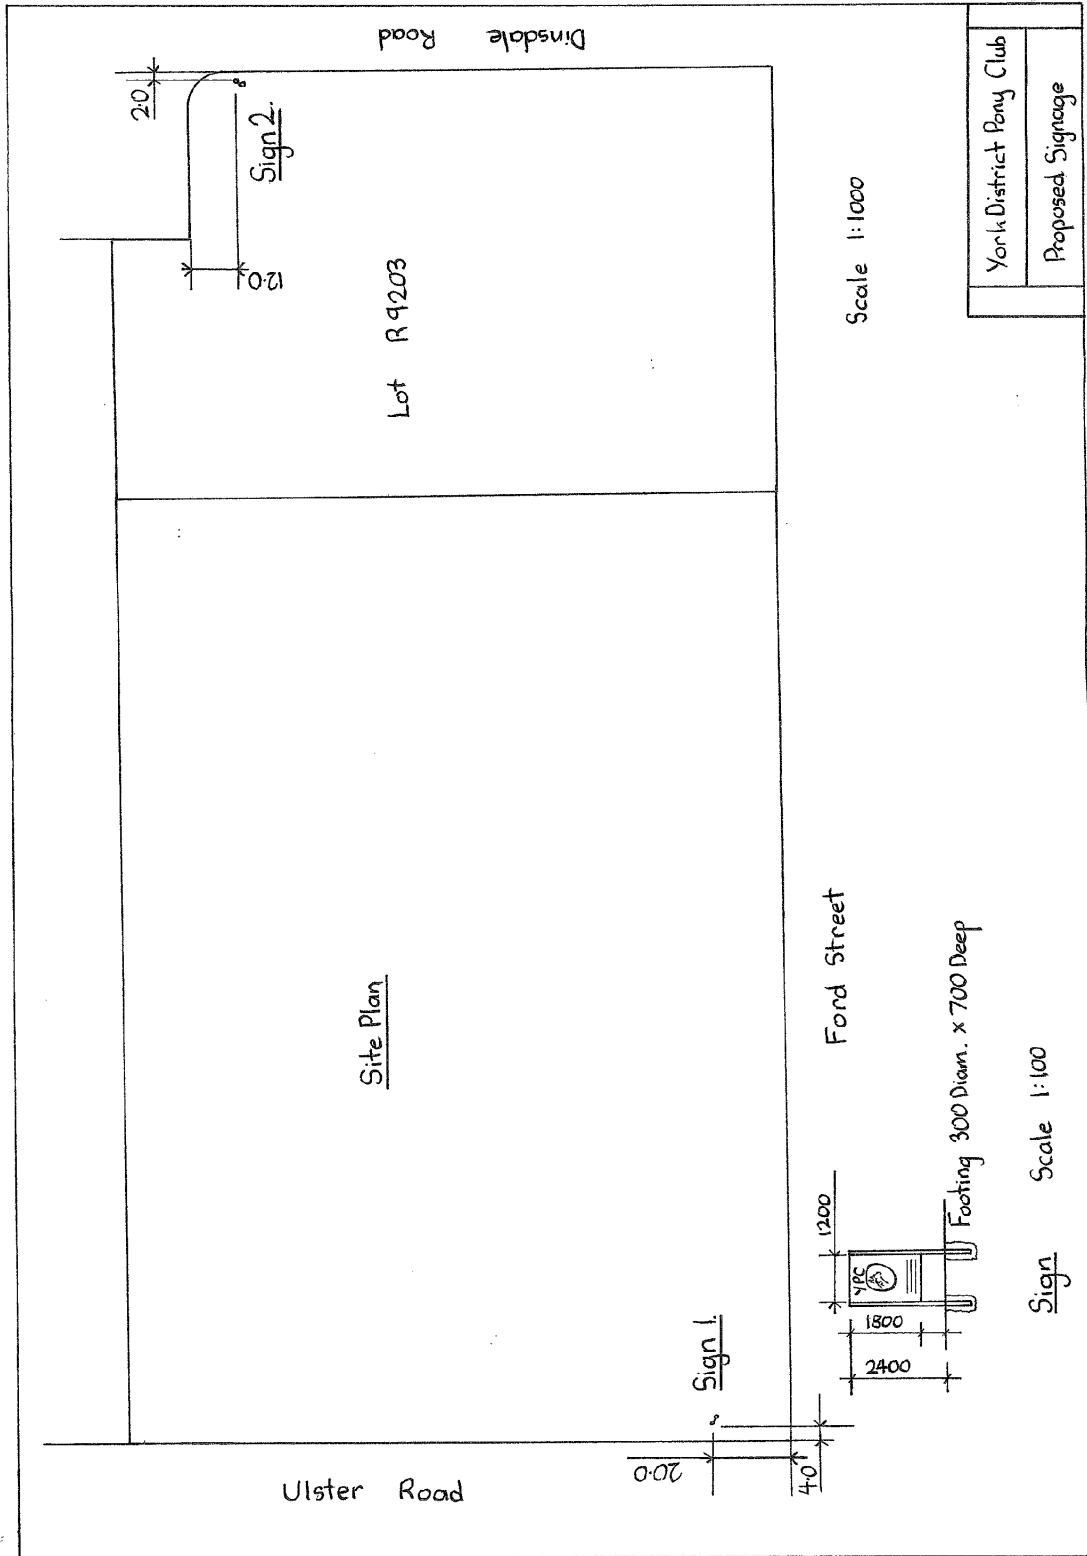 Dinsdale Road
2.0
Sign 2.
12.0
Lot R9203
Site Plan
Ulster Road
Sign 1.
20.0
4.0
Ford Street
Scale 1:1000
1200
YPC
1800
2400
Footing 300 Diam. x 700 Deep
Sign Scale 1:100
York District Pony Club
Proposed Signage